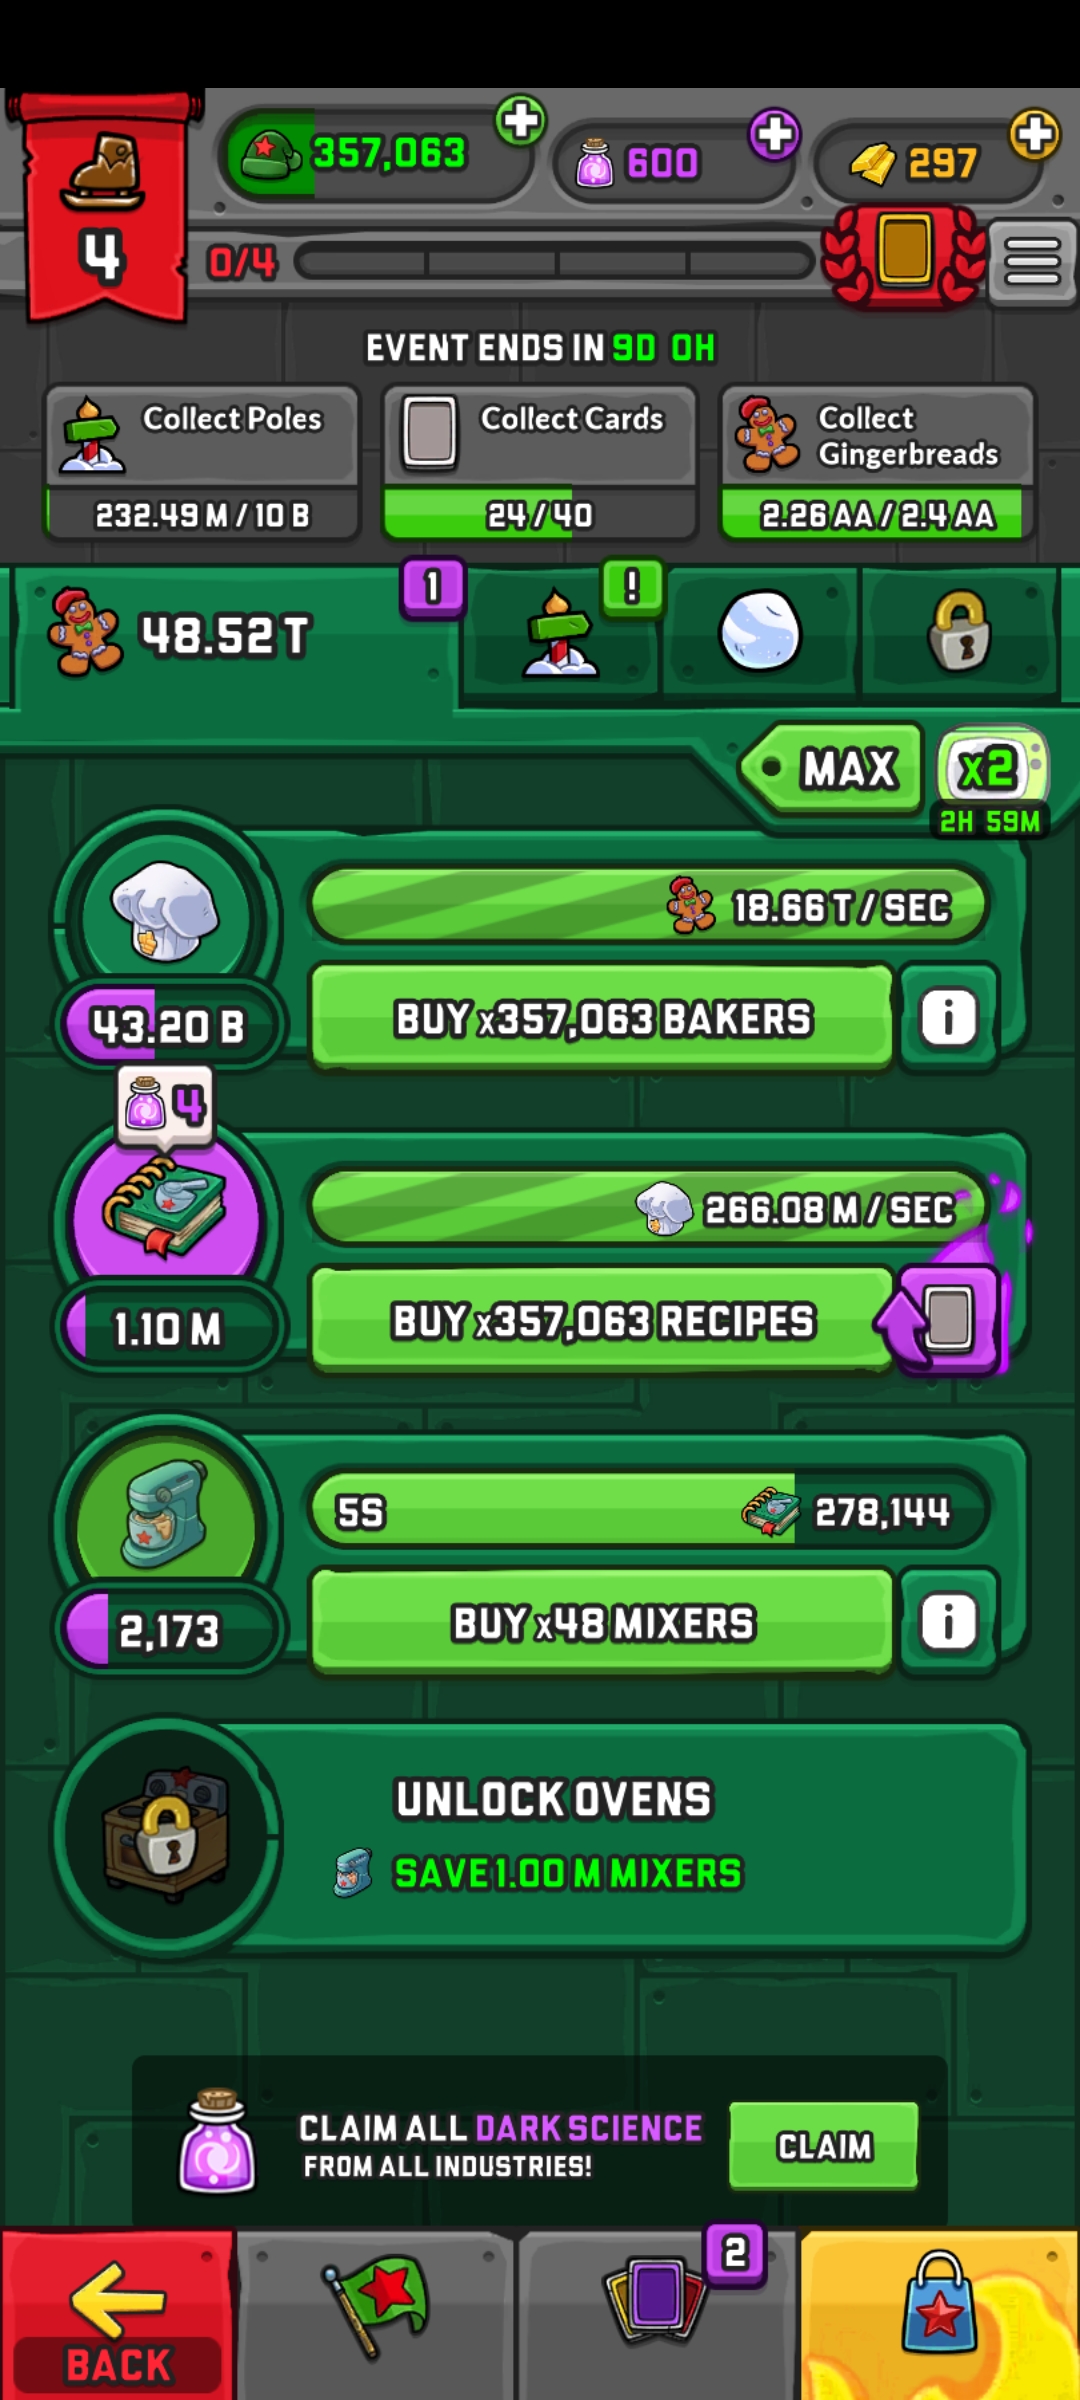 357,063
600
297
4
0/4
EVENT ENDS IN 9D 0H
Collect Poles
232.49 M / 10 B
Collect Cards
24 / 40
Collect
Gingerbreads
2.26 AA / 2.4 AA
48.52 T
1
!
MAX
x2
2H 59M
18.66 T / SEC
43.20 B
BUY x357,063 BAKERS
i
4
266.08 M / SEC
1.10 M
BUY x357,063 RECIPES
5S
278,144
2,173
BUY x48 MIXERS
i
UNLOCK OVENS
SAVE 1.00 M MIXERS
CLAIM ALL DARK SCIENCE
FROM ALL INDUSTRIES!
CLAIM
2
BACK